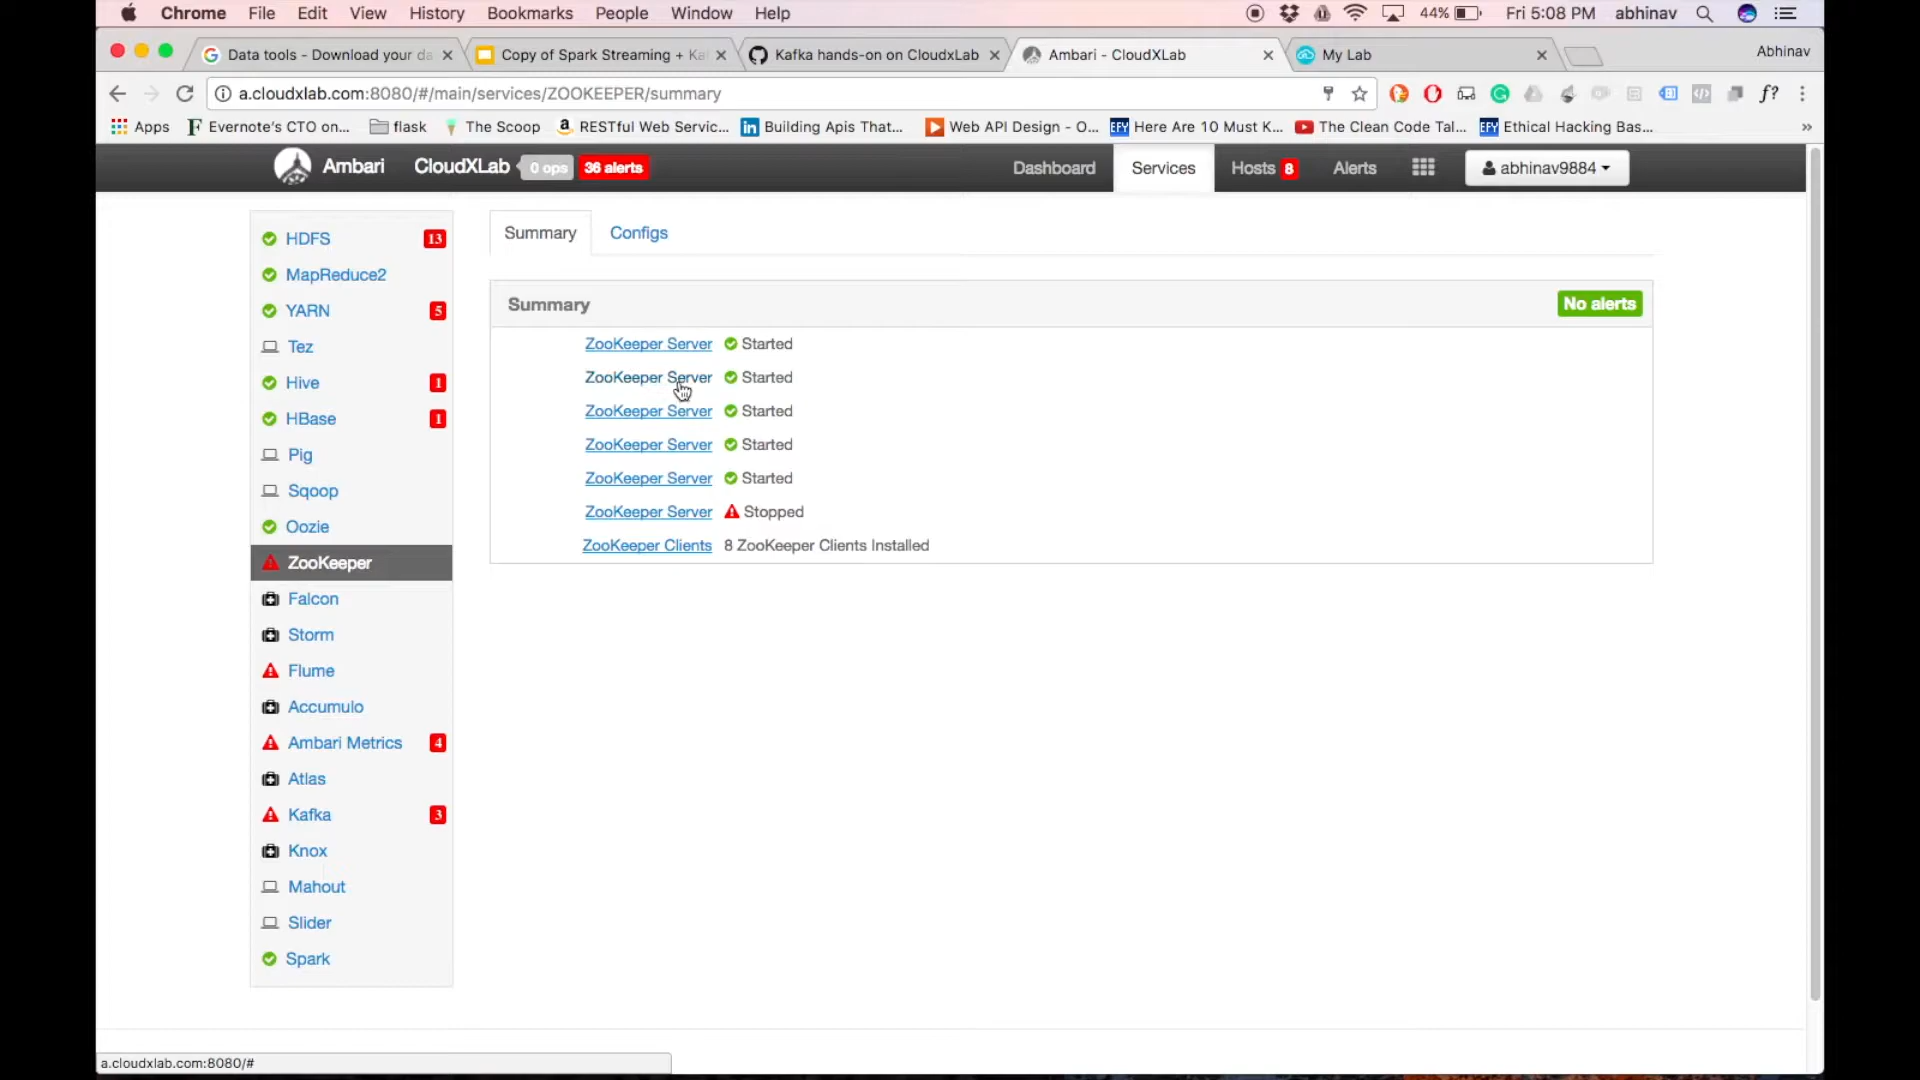 Chrome File Edit View History Bookmarks People Window Help 44% Fri 5:08 PM abhinav
Data tools - Download your da Copy of Spark Streaming + Ka Kafka hands-on on CloudxLab Ambari - CloudXLab My Lab Abhinav
a.cloudxlab.com:8080/#/main/services/ZOOKEEPER/summary f?
Apps Evernote's CTO on... flask The Scoop RESTful Web Servic... Building Apis That... Web API Design - O... EFY Here Are 10 Must K... The Clean Code Tal... EFY Ethical Hacking Bas... »
Ambari CloudXLab 0 ops 36 alerts Dashboard Services Hosts 8 Alerts abhinav9884
Summary Configs
HDFS 13
MapReduce2
YARN 5
Tez
Hive 1
HBase 1
Pig
Sqoop
Oozie
ZooKeeper
Falcon
Storm
Flume
Accumulo
Ambari Metrics 4
Atlas
Kafka 3
Knox
Mahout
Slider
Spark
Summary No alerts
ZooKeeper Server Started
ZooKeeper Server Started
ZooKeeper Server Started
ZooKeeper Server Started
ZooKeeper Server Started
ZooKeeper Server Stopped
ZooKeeper Clients 8 ZooKeeper Clients Installed
a.cloudxlab.com:8080/#